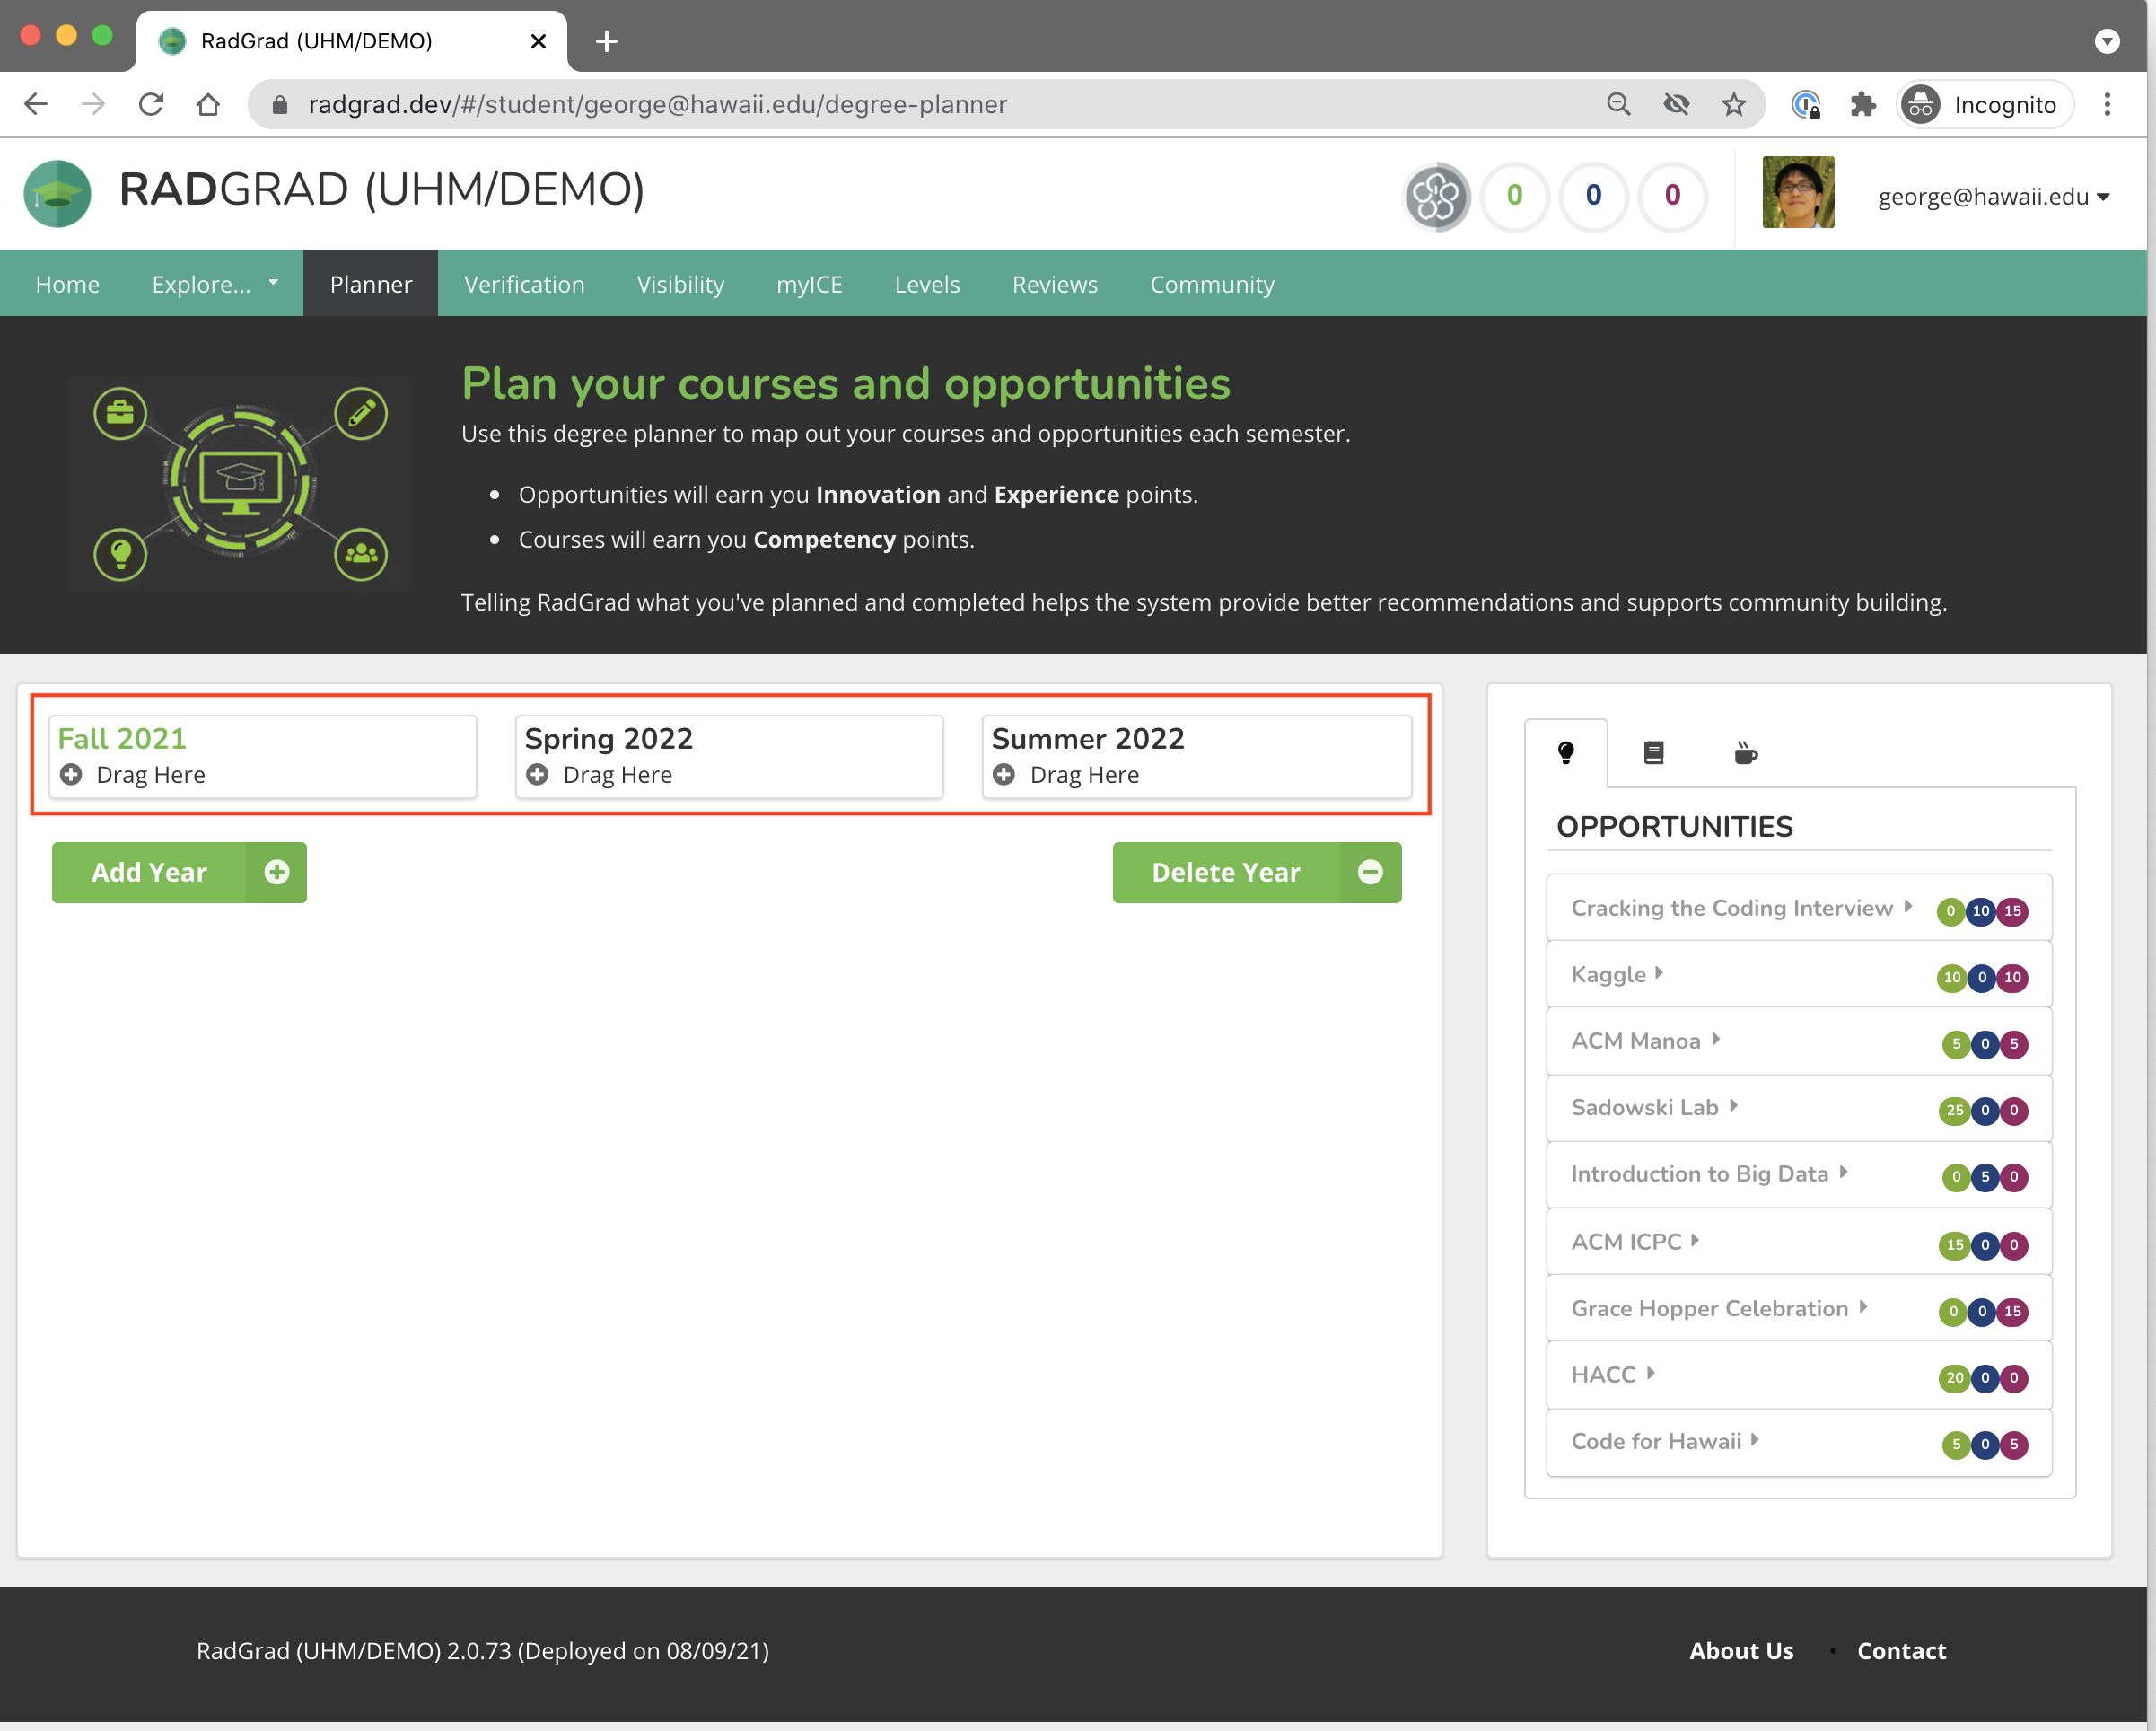 RadGrad (UHM/DEMO)
radgrad.dev/#/student/george@hawaii.edu/degree-planner
Incognito
RADGRAD (UHM/DEMO)
0 0 0
george@hawaii.edu
Home Explore... Planner Verification Visibility myICE Levels Reviews Community
Plan your courses and opportunities
Use this degree planner to map out your courses and opportunities each semester.
• Opportunities will earn you Innovation and Experience points.
• Courses will earn you Competency points.
Telling RadGrad what you've planned and completed helps the system provide better recommendations and supports community building.
Fall 2021
Drag Here
Spring 2022
Drag Here
Summer 2022
Drag Here
Add Year
Delete Year
OPPORTUNITIES
Cracking the Coding Interview 0 10 15
Kaggle 10 0 10
ACM Manoa 5 0 5
Sadowski Lab 25 0 0
Introduction to Big Data 0 5 0
ACM ICPC 15 0 0
Grace Hopper Celebration 0 0 15
HACC 20 0 0
Code for Hawaii 5 0 5
RadGrad (UHM/DEMO) 2.0.73 (Deployed on 08/09/21)
About Us • Contact